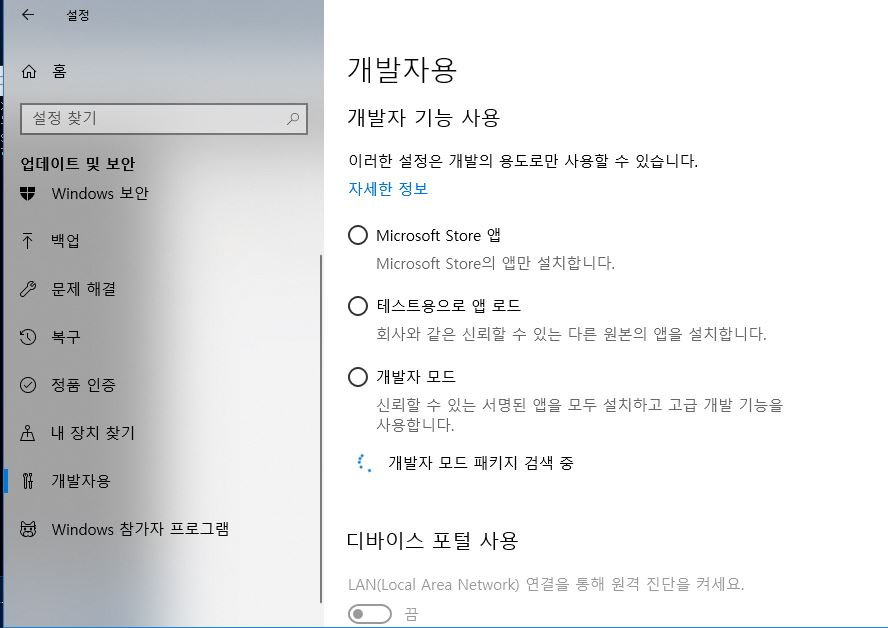 설정
홈
설정 찾기
업데이트 및 보안
Windows 보안
백업
문제 해결
복구
정품 인증
내 장치 찾기
개발자용
Windows 참가자 프로그램
개발자용
개발자 기능 사용
이러한 설정은 개발의 용도로만 사용할 수 있습니다.
자세한 정보
Microsoft Store 앱
Microsoft Store의 앱만 설치합니다.
테스트용으로 앱 로드
회사와 같은 신뢰할 수 있는 다른 원본의 앱을 설치합니다.
개발자 모드
신뢰할 수 있는 서명된 앱을 모두 설치하고 고급 개발 기능을
사용합니다.
개발자 모드 패키지 검색 중
디바이스 포털 사용
LAN(Local Area Network) 연결을 통해 원격 진단을 켜세요.
끔